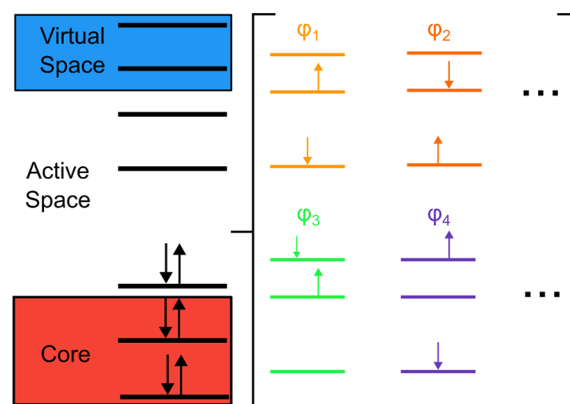 Virtual
Space
Active
Space
Core
φ1
φ2
...
φ3
φ4
...